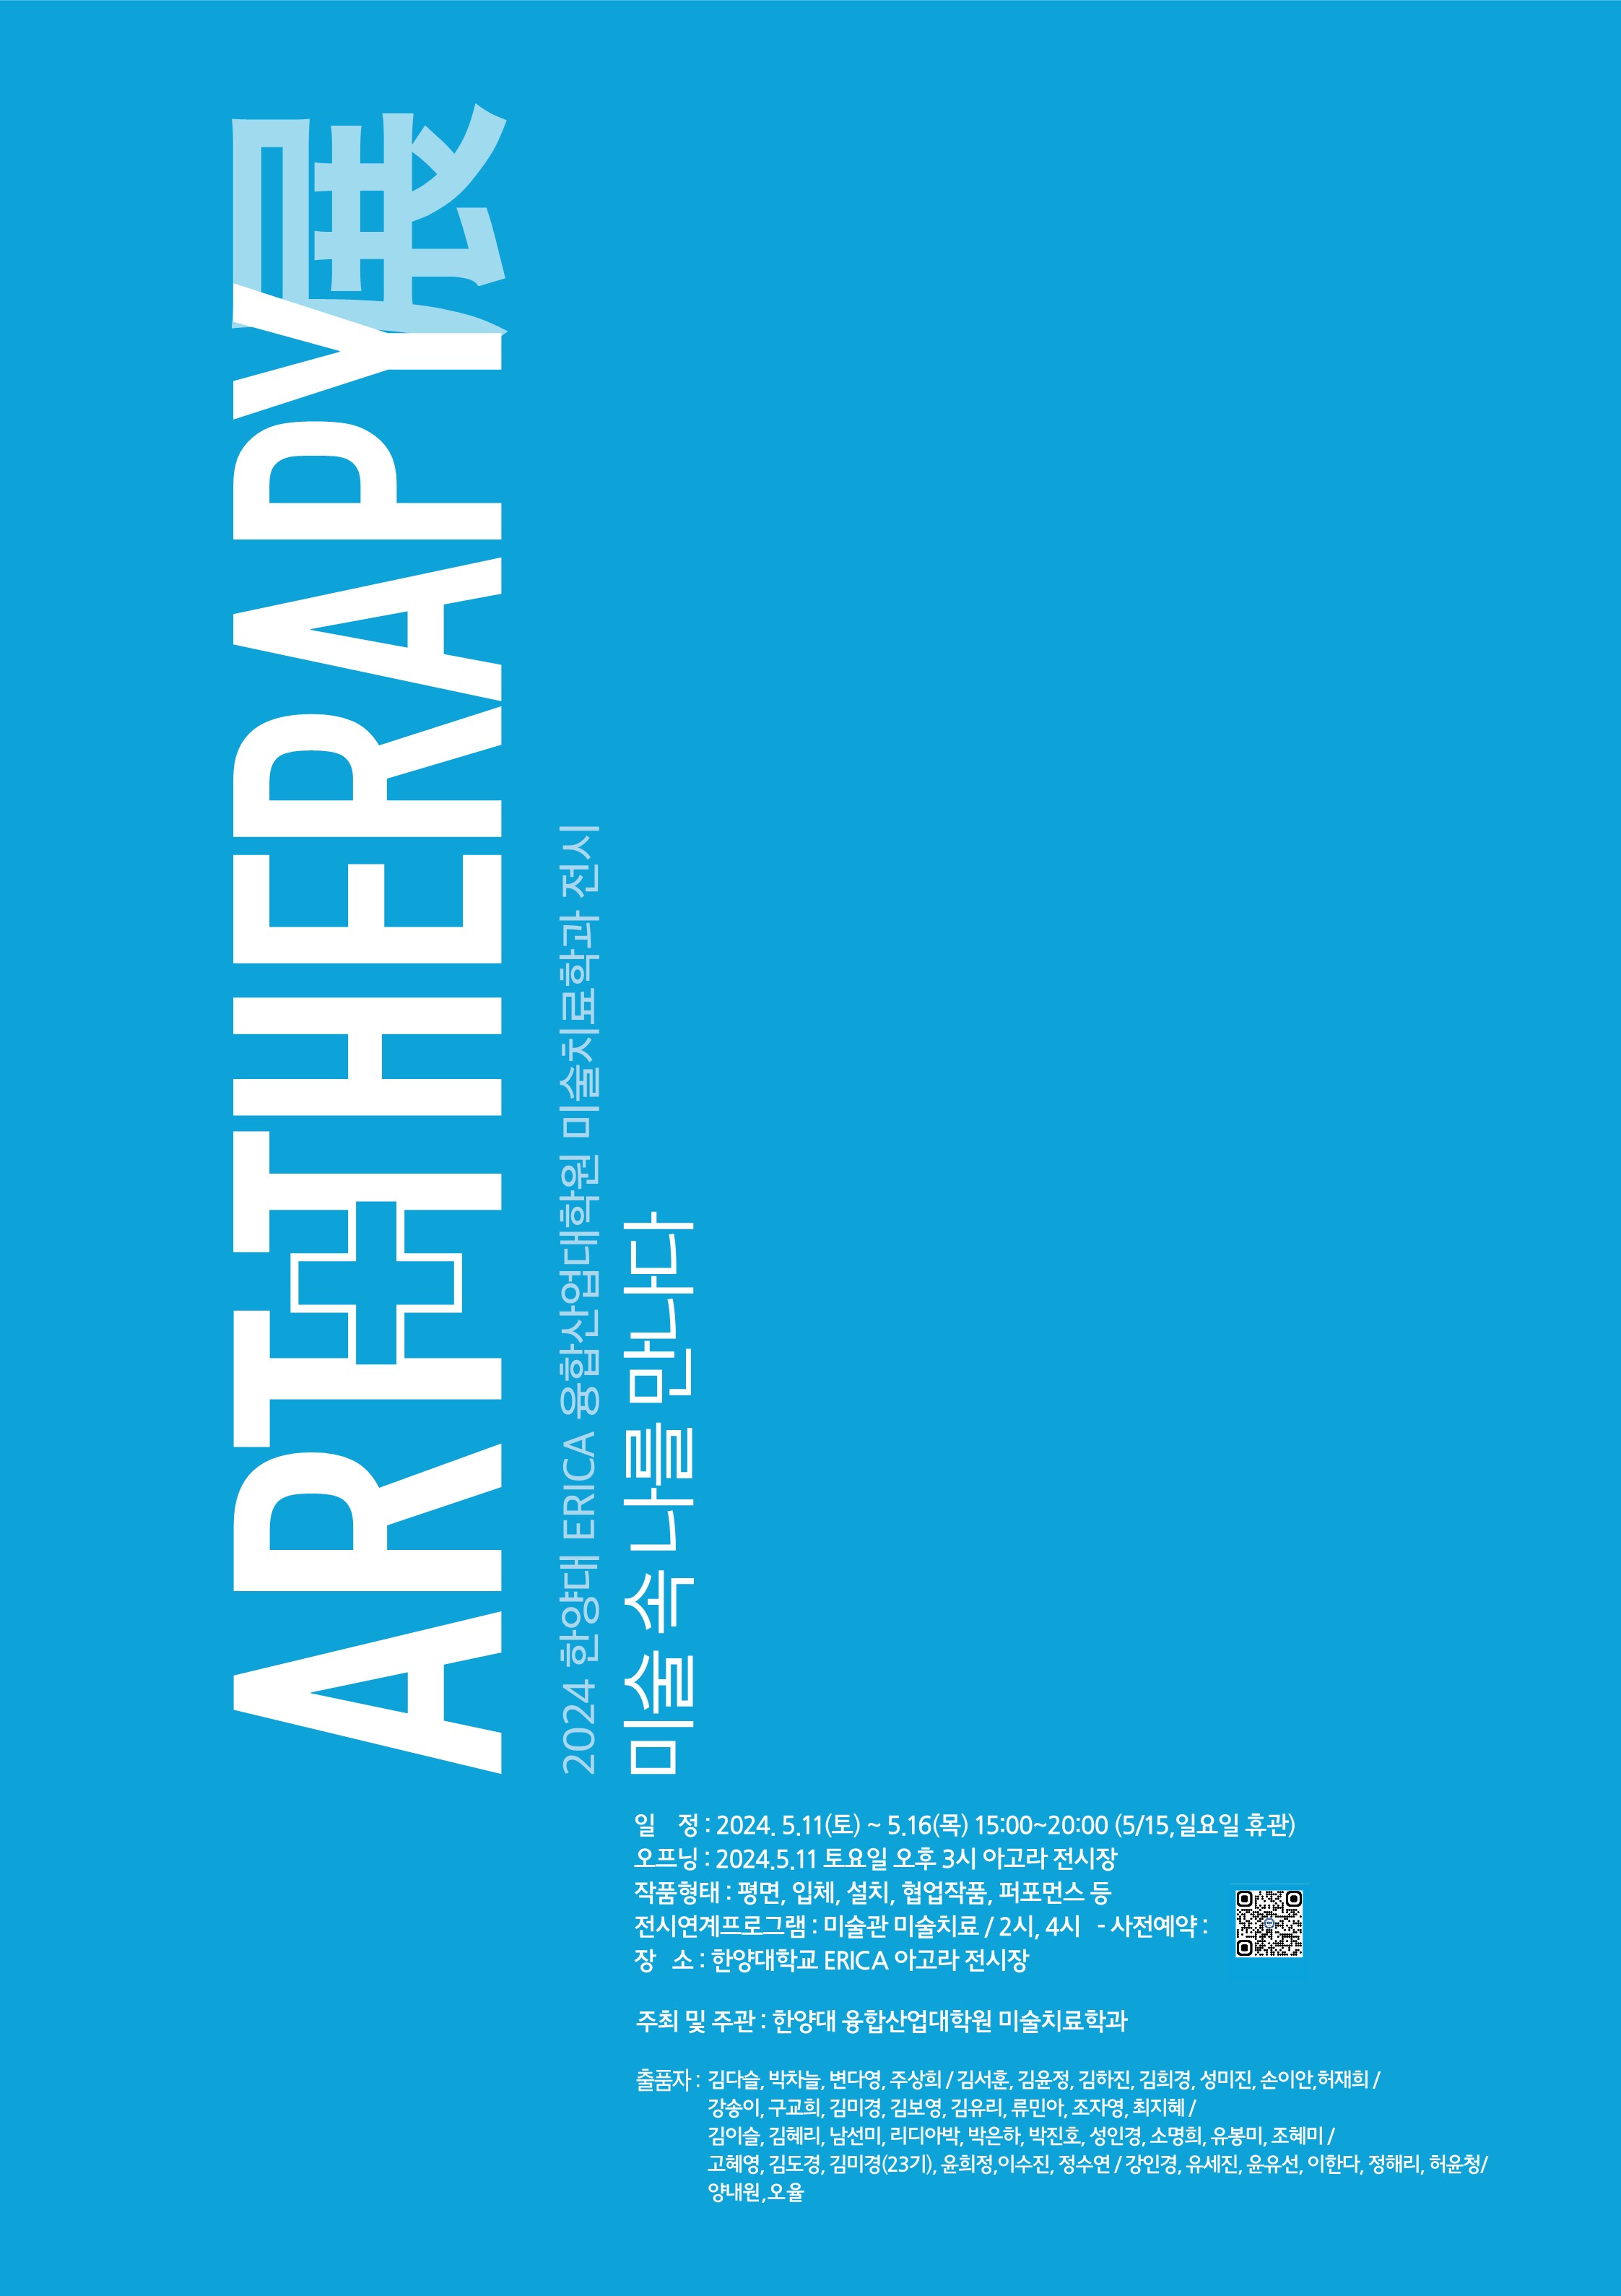 ART+THERAPY展
2024 한양대 ERICA 융합산업대학원 미술치료학과 전시
미술 속 나를 만나다
일 정 : 2024. 5.11(토) ~ 5.16(목) 15:00~20:00 (5/15,일요일 휴관)
오프닝 : 2024.5.11 토요일 오후 3시 아고라 전시장
작품형태 : 평면, 입체, 설치, 협업작품, 퍼포먼스 등
전시연계프로그램 : 미술관 미술치료 / 2시, 4시 - 사전예약 :
장 소 : 한양대학교 ERICA 아고라 전시장
주최 및 주관 : 한양대 융합산업대학원 미술치료학과
출품자 : 김다슬, 박차늘, 변다영, 주상희 / 김서훈, 김윤정, 김하진, 김희경, 성미진, 손이안,허재희 /
강송이, 구교희, 김미경, 김보영, 김유리, 류민아, 조자영, 최지혜 /
김이슬, 김혜리, 남선미, 리디아박, 박은하, 박진호, 성인경, 소명희, 유봉미, 조혜미 /
고혜영, 김도경, 김미경(23기), 윤희정,이수진, 정수연 / 강인경, 유세진, 윤유선, 이한다, 정해리, 허윤청/
양내원,오율